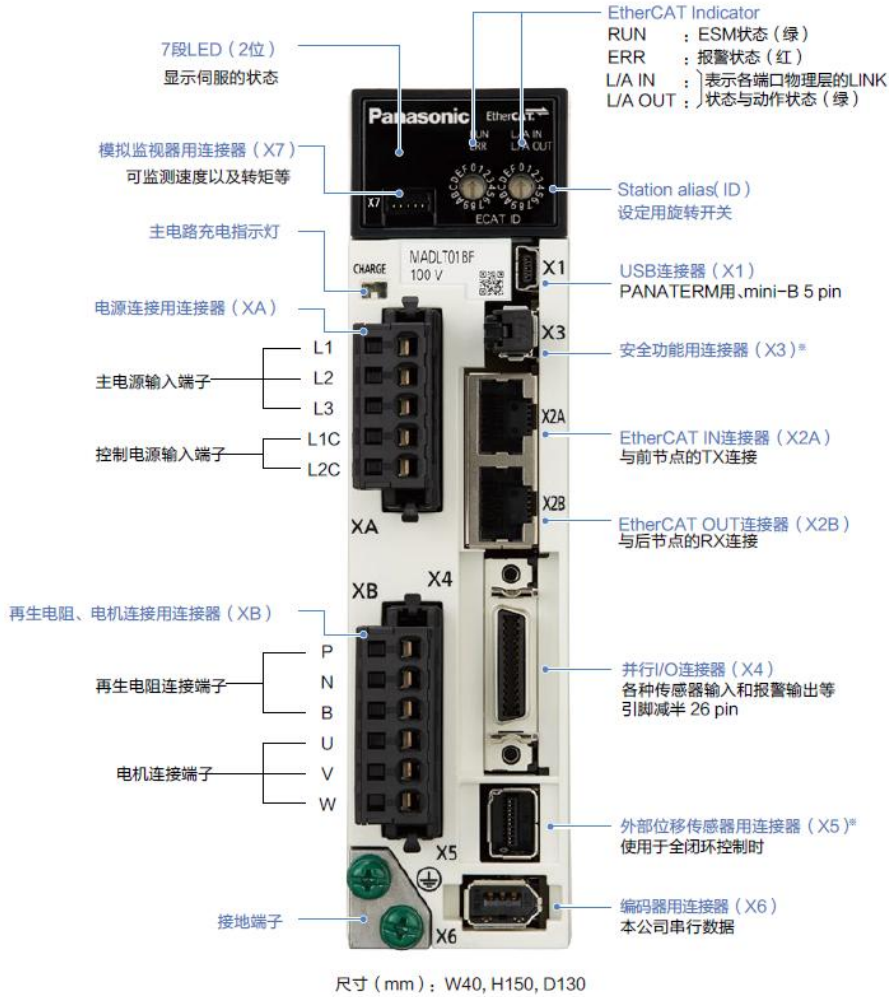 7段LED（2位）
显示伺服的状态
EtherCAT Indicator
RUN ：ESM状态（绿）
ERR ：报警状态（红）
L/A IN ：表示各端口物理层的LINK
L/A OUT ：状态与动作状态（绿）
Panasonic EtherCAT
RUN L/A IN
ERR L/A OUT
模拟监视器用连接器（X7）
可监测速度以及转矩等
X7
ECAT ID
Station alias(ID)
设定用旋转开关
主电路充电指示灯
CHARGE
MADLT01BF
100 V
X1
USB连接器（X1）
PANATERM用、mini-B 5 pin
电源连接用连接器（XA）
X3
安全功能用连接器（X3）※
L1
主电源输入端子
L2
L3
控制电源输入端子
L1C
L2C
XA
X2A
EtherCAT IN连接器（X2A）
与前节点的TX连接
X2B
EtherCAT OUT连接器（X2B）
与后节点的RX连接
XB
X4
再生电阻、电机连接用连接器（XB）
P
再生电阻连接端子
N
B
U
电机连接端子
V
W
并行I/O连接器（X4）
各种传感器输入和报警输出等
引脚减半 26 pin
X5
外部位移传感器用连接器（X5）※
使用于全闭环控制时
接地端子
X6
编码器用连接器（X6）
本公司串行数据
尺寸（mm）：W40, H150, D130